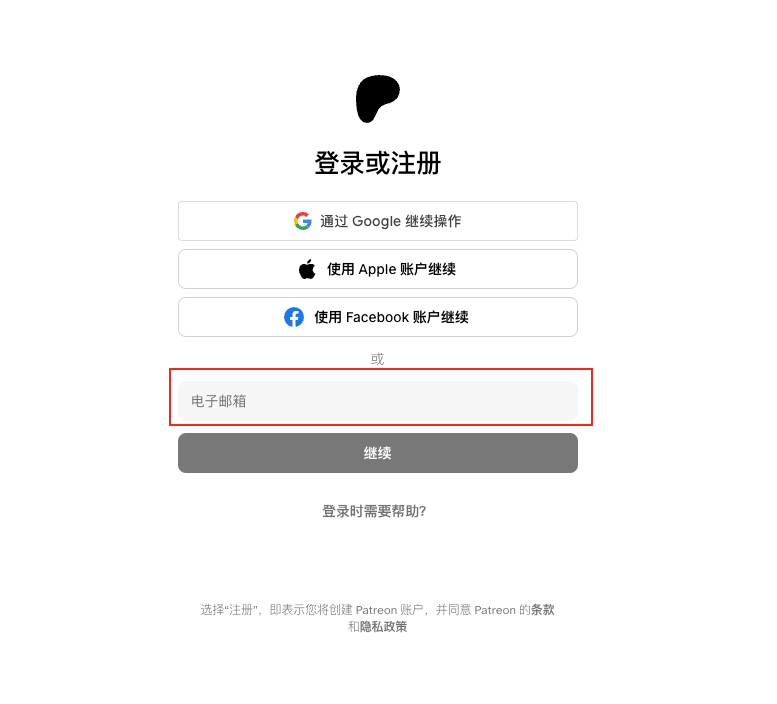 登录或注册
通过 Google 继续操作
使用 Apple 账户继续
使用 Facebook 账户继续
或
电子邮箱
继续
登录时需要帮助?
选择“注册”，即表示您将创建 Patreon 账户，并同意 Patreon 的条款
和隐私政策